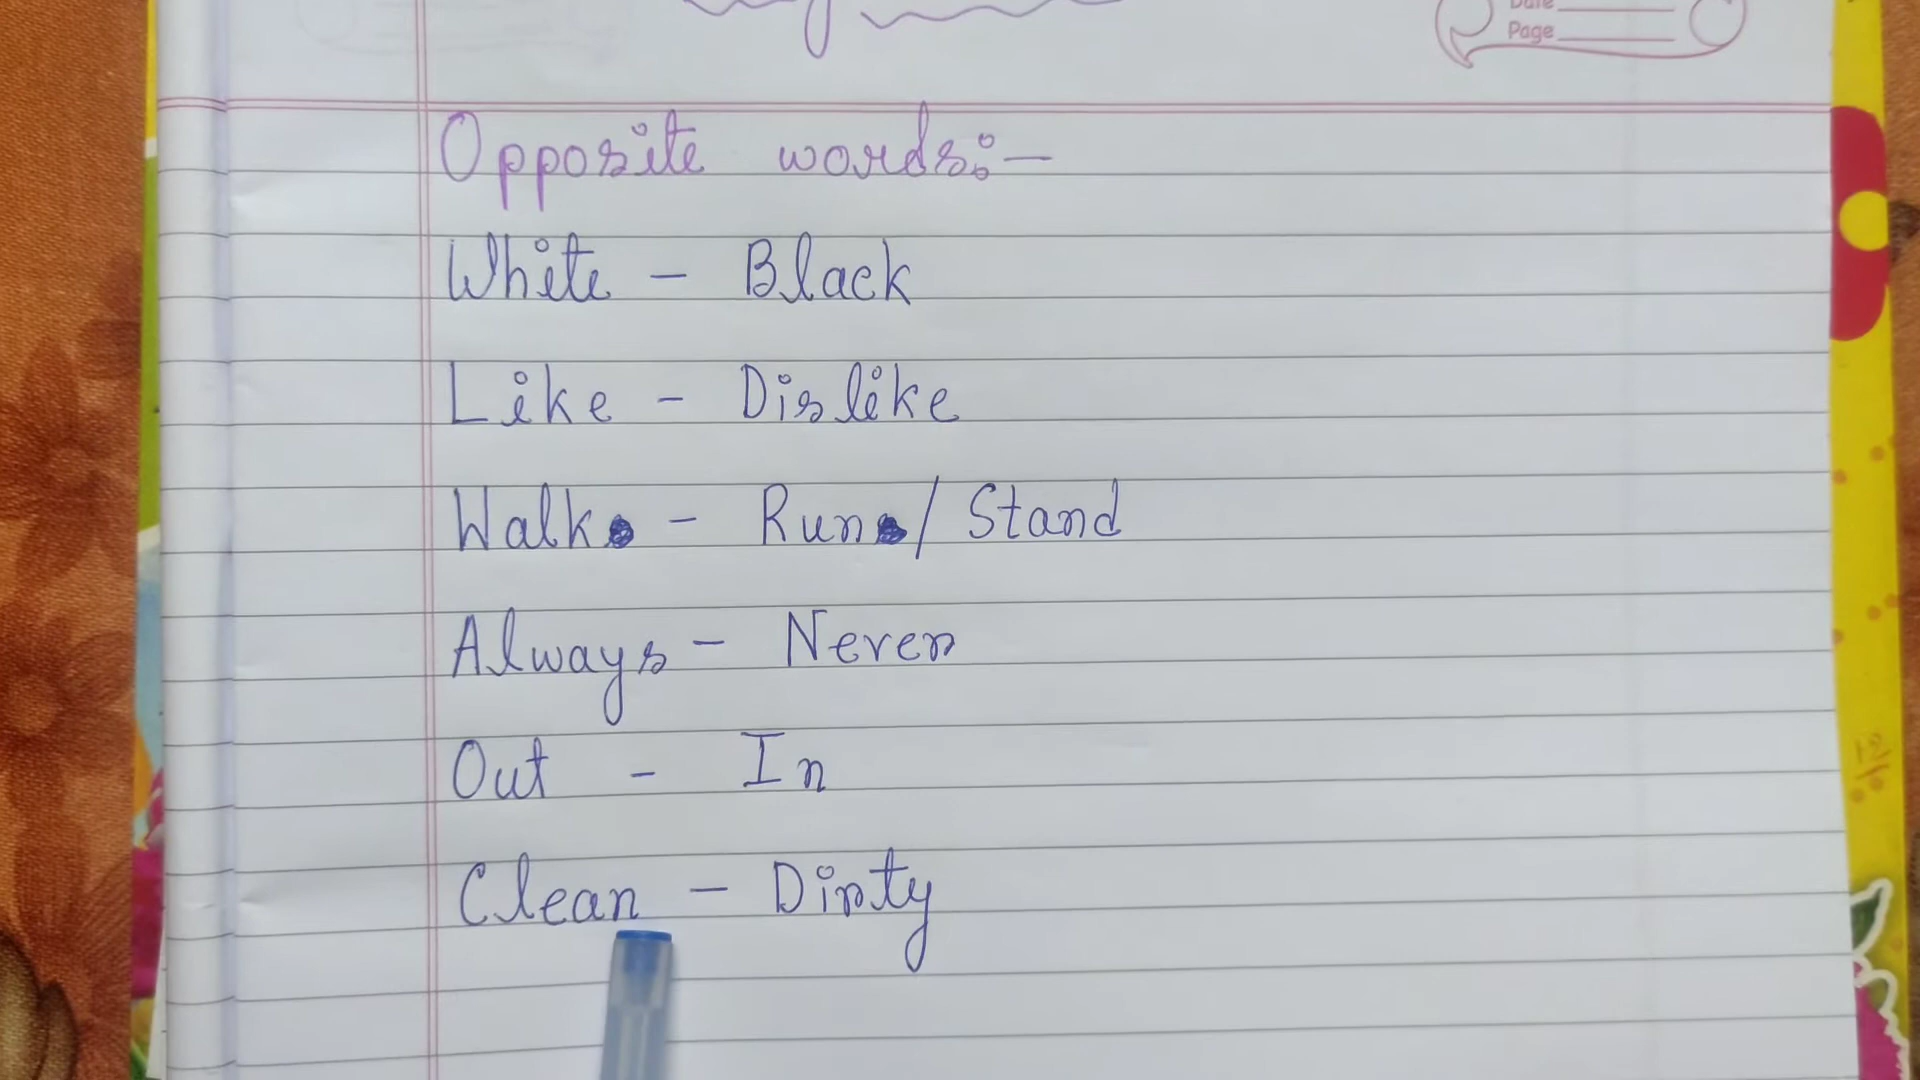 Page
Opposite words:-
White - Black
Like - Dislike
Walk - Run / Stand
Always - Never
Out - In
Clean - Dirty